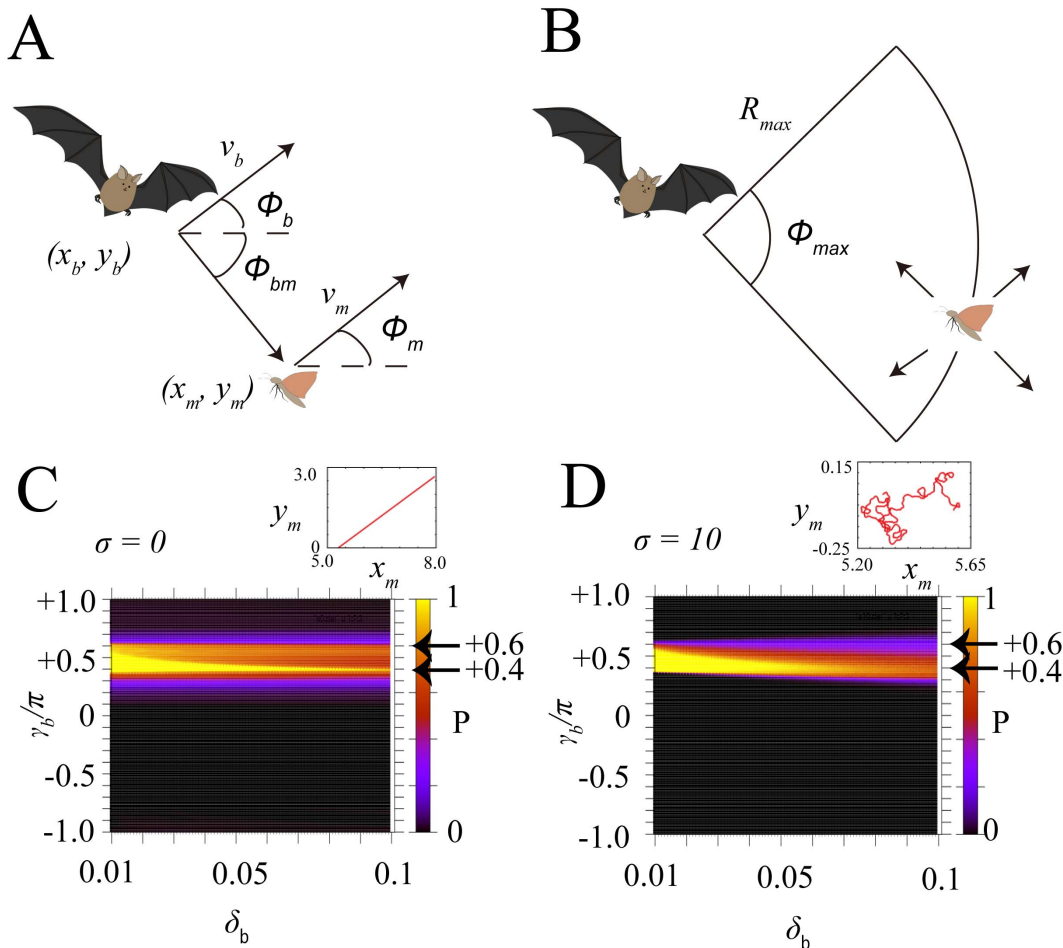 A
v_b
Φ_b
(x_b, y_b)
Φ_bm
v_m
Φ_m
(x_m, y_m)
B
R_max
Φ_max
C
σ = 0
3.0
y_m
0
5.0
x_m
8.0
+1.0
+0.5
0
-0.5
-1.0
γ_b/π
1
+0.6
+0.4
P
0
0.01
0.05
0.1
δ_b
D
σ = 10
0.15
y_m
-0.25
5.20
x_m
5.65
+1.0
+0.5
0
-0.5
-1.0
γ_b/π
1
+0.6
+0.4
P
0
0.01
0.05
0.1
δ_b